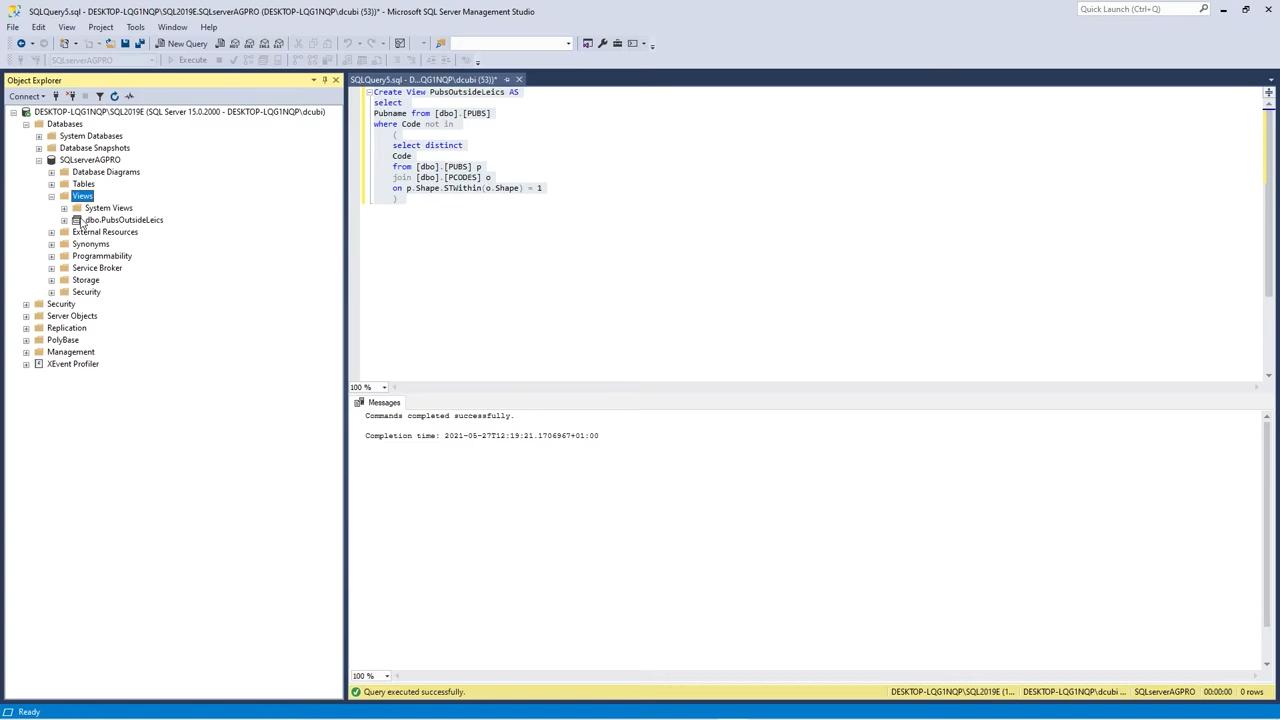 SQLQuery5.sql - DESKTOP-LQG1NQP\SQL2019E.SQLserverAGPRO (DESKTOP-LQG1NQP\dcubi (53))* - Microsoft SQL Server Management Studio
Quick Launch (Ctrl+Q)
File Edit View Project Tools Window Help
New Query
SQLserverAGPRO
Execute
Object Explorer
SQLQuery5.sql - D...QG1NQP\dcubi (53))*
Connect
DESKTOP-LQG1NQP\SQL2019E (SQL Server 15.0.2000 - DESKTOP-LQG1NQP\dcubi)
Databases
System Databases
Database Snapshots
SQLserverAGPRO
Database Diagrams
Tables
Views
System Views
dbo.PubsOutsideLeics
External Resources
Synonyms
Programmability
Service Broker
Storage
Security
Security
Server Objects
Replication
PolyBase
Management
XEvent Profiler
Create View PubsOutsideLeics AS
select
Pubname from [dbo].[PUBS]
where Code not in
(
select distinct
Code
from [dbo].[PUBS] p
join [dbo].[PCODES] o
on p.Shape.STWithin(o.Shape) = 1
)
100 %
Messages
Commands completed successfully.
Completion time: 2021-05-27T12:19:21.1706967+01:00
100 %
Query executed successfully.
DESKTOP-LQG1NQP\SQL2019E (1... DESKTOP-LQG1NQP\dcubi ... SQLserverAGPRO 00:00:00 0 rows
Ready